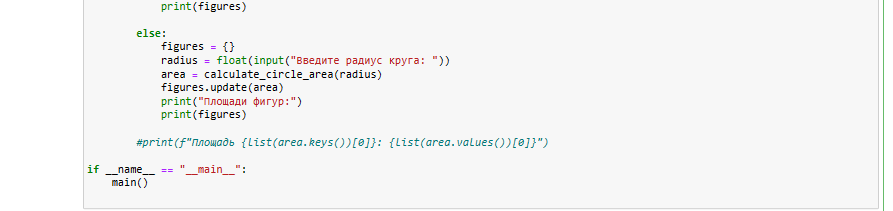 print(figures)
else:
figures = {}
radius = float(input("Введите радиус круга: "))
area = calculate_circle_area(radius)
figures.update(area)
print("Площади фигур:")
print(figures)
#print(f"Площадь {list(area.keys())[0]}: {list(area.values())[0]}")
if __name__ == "__main__":
main()